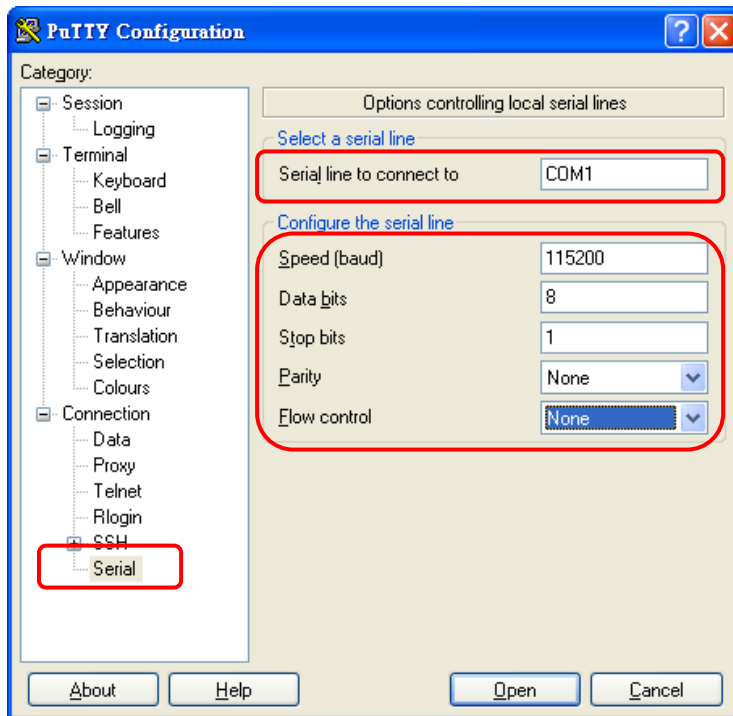 PuTTY Configuration
Category:
Session
Logging
Terminal
Keyboard
Bell
Features
Window
Appearance
Behaviour
Translation
Selection
Colours
Connection
Data
Proxy
Telnet
Rlogin
SSH
Serial
Options controlling local serial lines
Select a serial line
Serial line to connect to COM1
Configure the serial line
Speed (baud) 115200
Data bits 8
Stop bits 1
Parity None
Flow control None
About Help Open Cancel